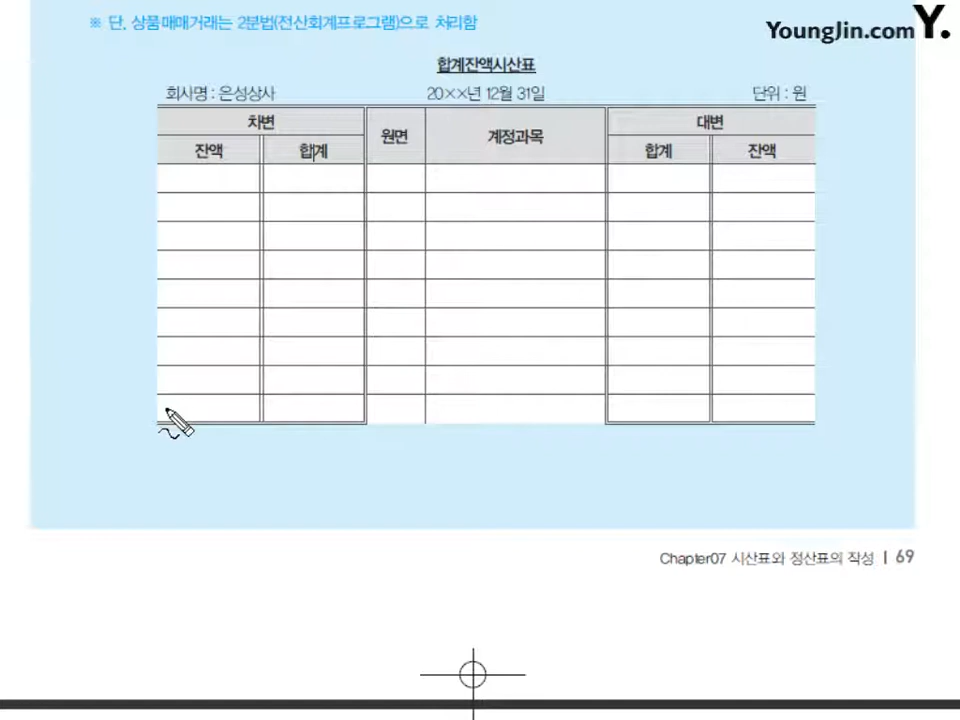 ※ 단, 상품매매거래는 2분법(전산회계프로그램)으로 처리함
YoungJin.com Y.
합계잔액시산표
회사명 : 은성상사 20××년 12월 31일 단위 : 원
차변 원면 계정과목 대변
잔액 합계 합계 잔액
Chapter07 시산표와 정산표의 작성 | 69